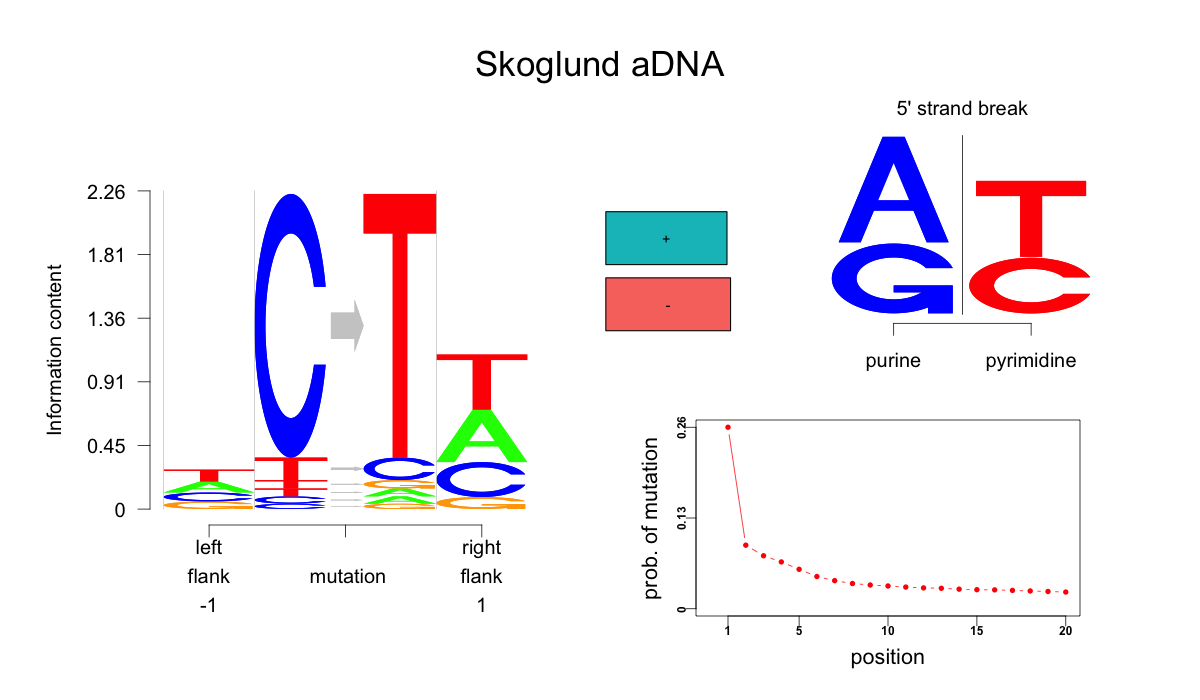 Skoglund aDNA
Information content
2.26
1.81
1.36
0.91
0.45
0
T
A
C
G
C
T
T
T
C
C
T
C
G
A
A
G
T
A
C
G
left
flank
-1
mutation
right
flank
1
+
-
5' strand break
A
G
T
C
purine
pyrimidine
prob. of mutation
0.26
0.13
0
1 5 10 15 20
position